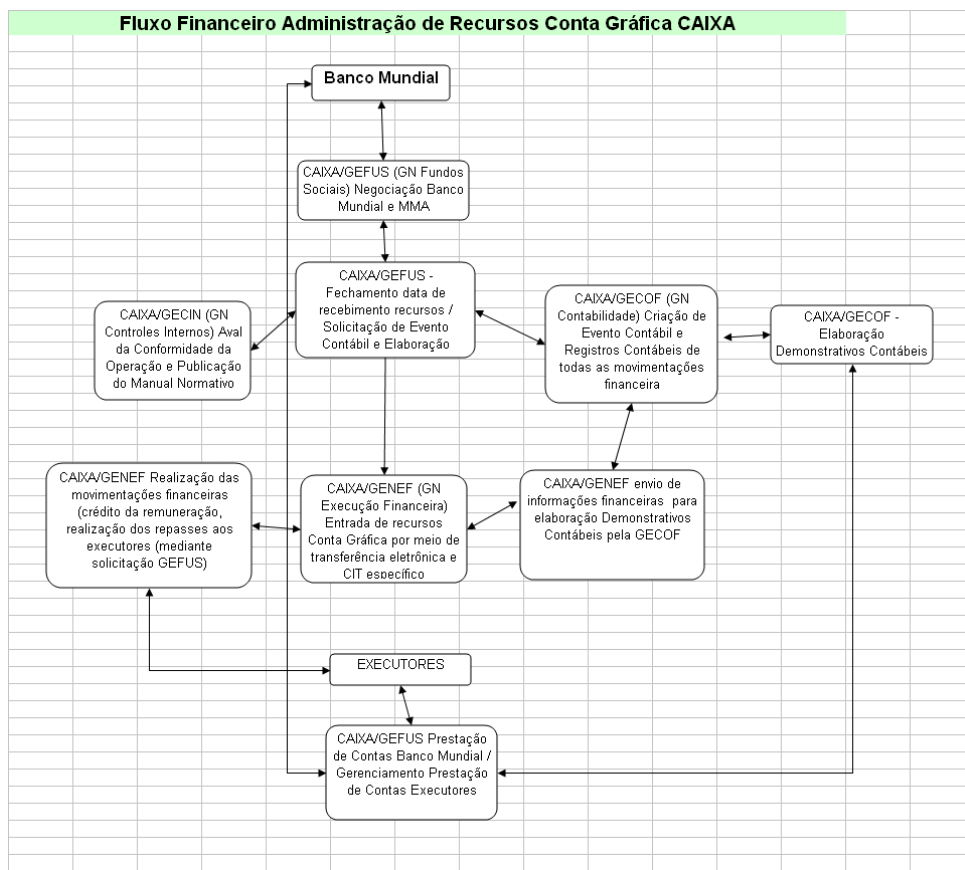 Fluxo Financeiro Administração de Recursos Conta Gráfica CAIXA
Banco Mundial
CAIXA/GEFUS (GN Fundos
Sociais) Negociação Banco
Mundial e MMA
CAIXA/GEFUS -
Fechamento data de
recebimento recursos /
Solicitação de Evento
Contábil e Elaboração
CAIXA/GECIN (GN
Controles Internos) Aval
da Conformidade da
Operação e Publicação
do Manual Normativo
CAIXA/GECOF (GN
Contabilidade) Criação de
Evento Contábil e
Registros Contábeis de
todas as movimentações
financeira
CAIXA/GECOF -
Elaboração
Demonstrativos Contábeis
CAIXA/GENEF Realização das
movimentações financeiras
(crédito da remuneração,
realização dos repasses aos
executores (mediante
solicitação GEFUS)
CAIXA/GENEF (GN
Execução Financeira)
Entrada de recursos
Conta Gráfica por meio de
transferência eletrônica e
CIT específico
CAIXA/GENEF envio de
informações financeiras para
elaboração Demonstrativos
Contábeis pela GECOF
EXECUTORES
CAIXA/GEFUS Prestação
de Contas Banco Mundial /
Gerenciamento Prestação
de Contas Executores